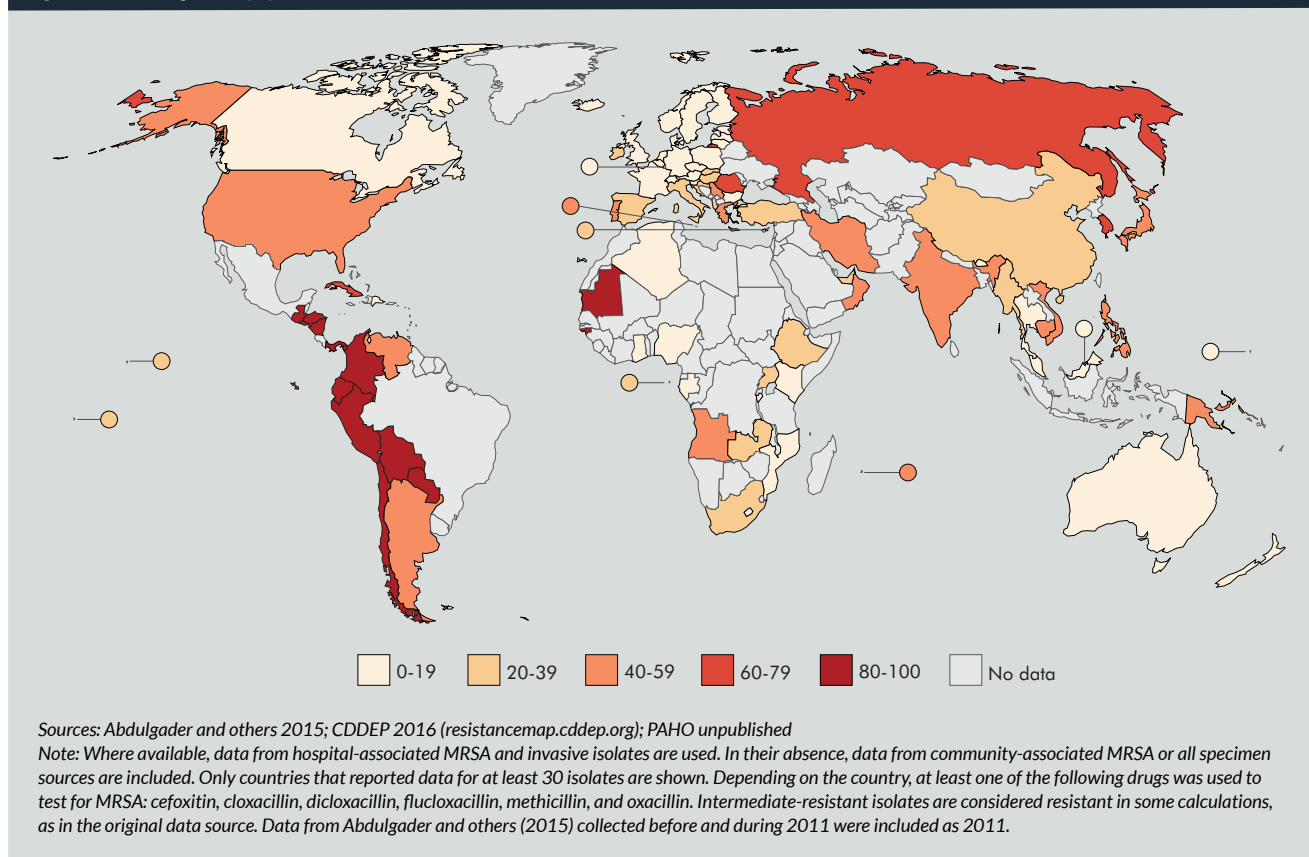 0-19
20-39
40-59
60-79
80-100
No data
Sources: Abdulgader and others 2015; CDDEP 2016 (resistancemap.cddep.org); PAHO unpublished
Note: Where available, data from hospital-associated MRSA and invasive isolates are used. In their absence, data from community-associated MRSA or all specimen
sources are included. Only countries that reported data for at least 30 isolates are shown. Depending on the country, at least one of the following drugs was used to
test for MRSA: cefoxitin, cloxacillin, dicloxacillin, flucloxacillin, methicillin, and oxacillin. Intermediate-resistant isolates are considered resistant in some calculations,
as in the original data source. Data from Abdulgader and others (2015) collected before and during 2011 were included as 2011.